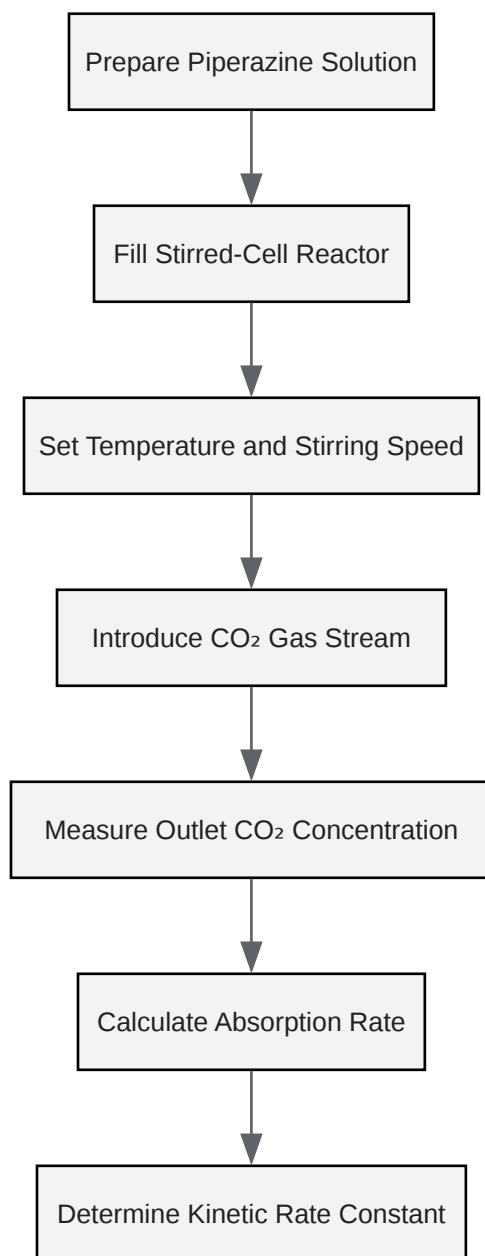 Prepare Piperazine Solution
Fill Stirred-Cell Reactor
Set Temperature and Stirring Speed
Introduce CO₂ Gas Stream
Measure Outlet CO₂ Concentration
Calculate Absorption Rate
Determine Kinetic Rate Constant